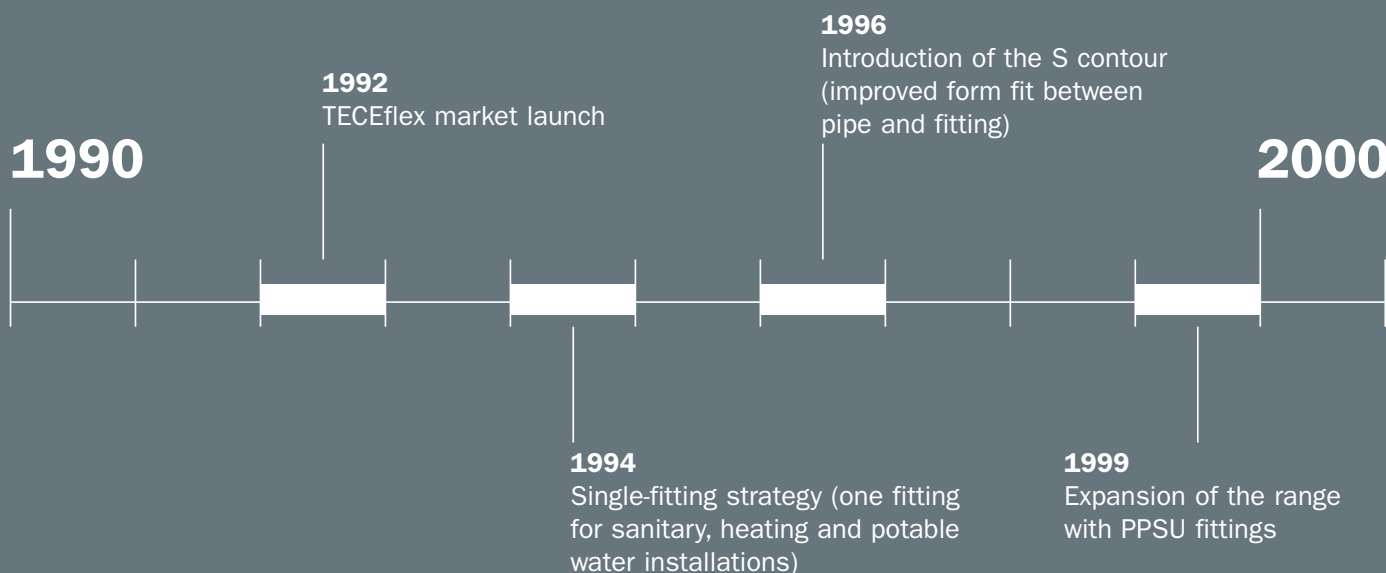 1990
1992
TECEflex market launch
1996
Introduction of the S contour
(improved form fit between
pipe and fitting)
2000
1994
Single-fitting strategy (one fitting
for sanitary, heating and potable
water installations)
1999
Expansion of the range
with PPSU fittings